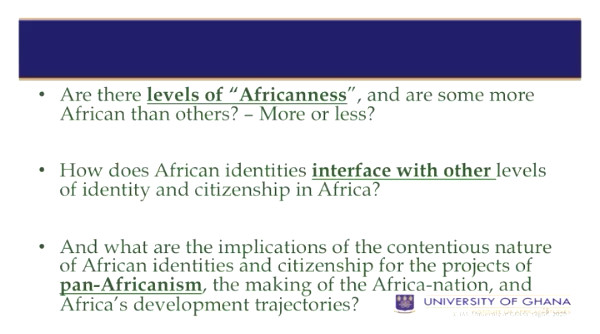 • Are there levels of “Africanness”, and are some more
African than others? – More or less?
• How does African identities interface with other levels
of identity and citizenship in Africa?
• And what are the implications of the contentious nature
of African identities and citizenship for the projects of
pan-Africanism, the making of the Africa-nation, and
Africa’s development trajectories?
UNIVERSITY OF GHANA